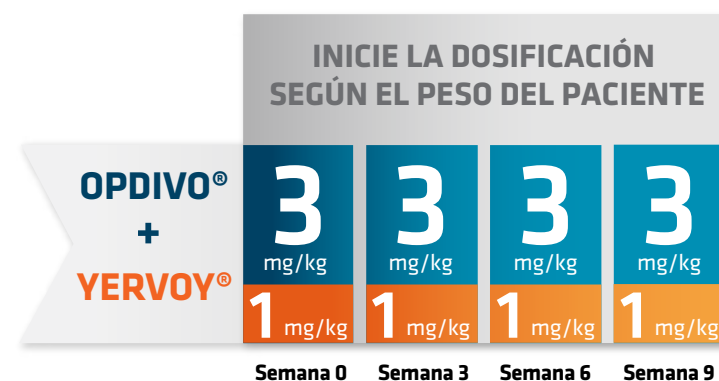 INICIE LA DOSIFICACIÓN
SEGÚN EL PESO DEL PACIENTE
OPDIVO®
+
YERVOY®
3 3 3 3
mg/kg mg/kg mg/kg mg/kg
1 mg/kg 1 mg/kg 1 mg/kg 1 mg/kg
Semana 0 Semana 3 Semana 6 Semana 9